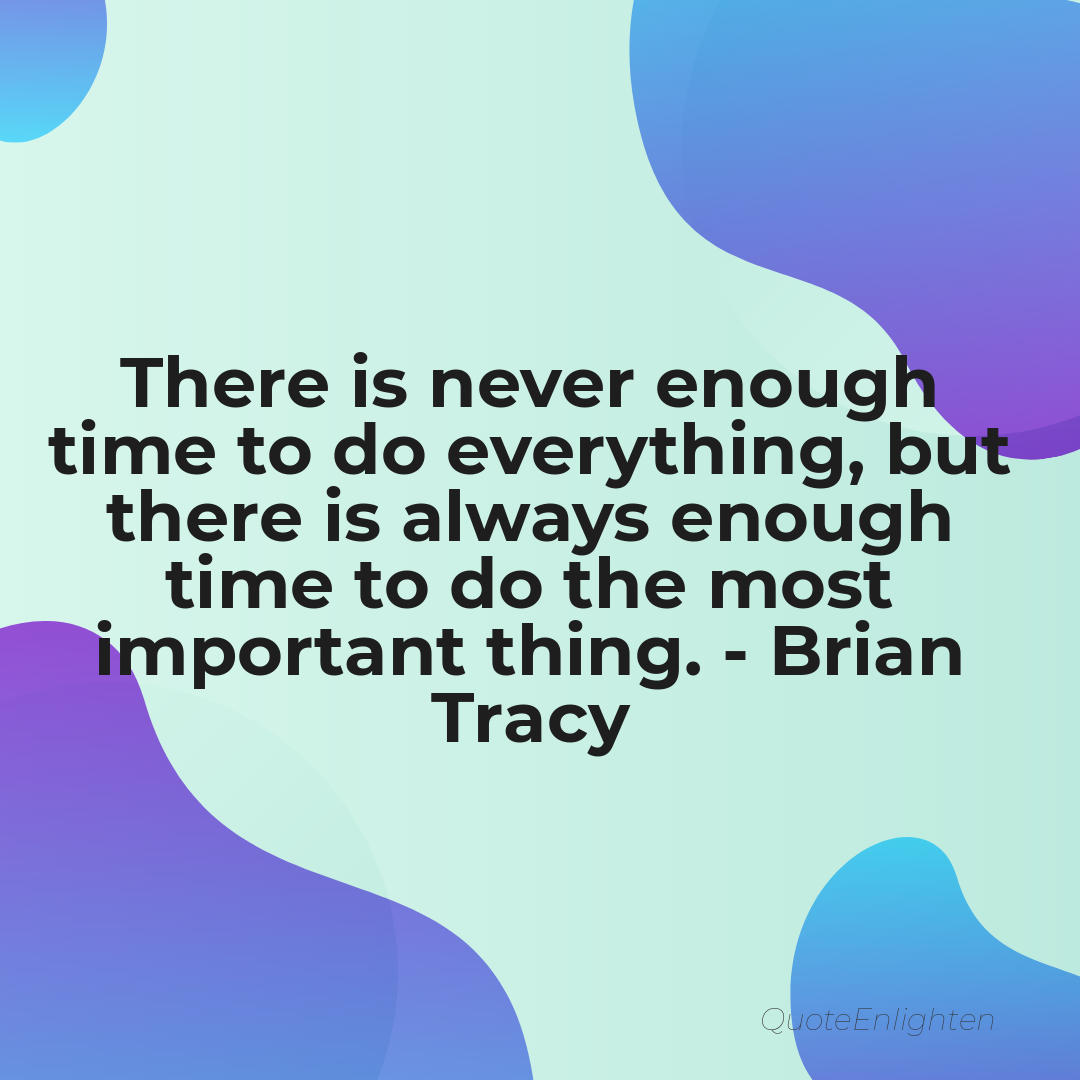 There is never enough
time to do everything, but
there is always enough
time to do the most
important thing. - Brian
Tracy
QuoteEnlighten